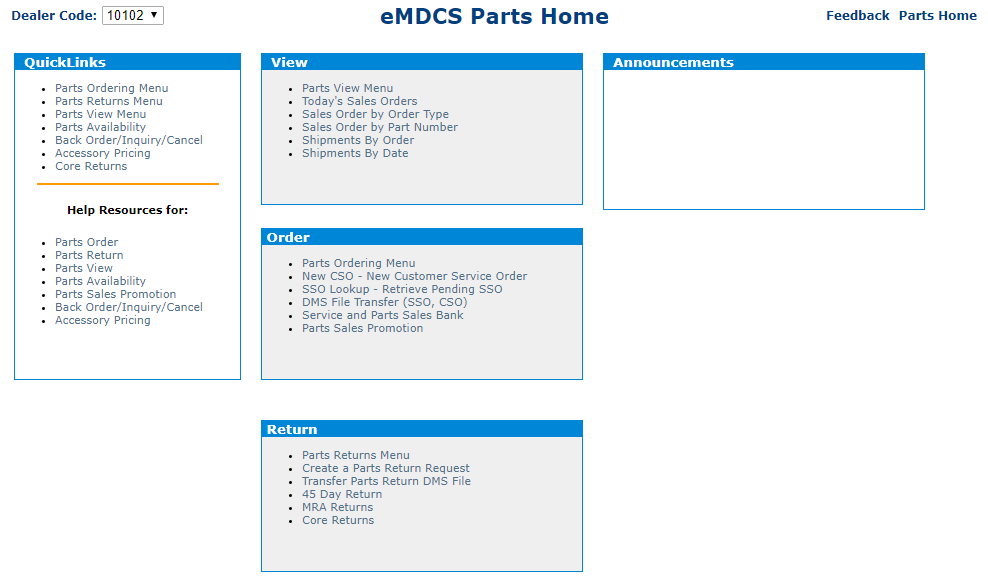 Dealer Code: 10102
eMDCS Parts Home
Feedback Parts Home
QuickLinks
Parts Ordering Menu
Parts Returns Menu
Parts View Menu
Parts Availability
Back Order/Inquiry/Cancel
Accessory Pricing
Core Returns
Help Resources for:
Parts Order
Parts Return
Parts View
Parts Availability
Parts Sales Promotion
Back Order/Inquiry/Cancel
Accessory Pricing
View
Parts View Menu
Today's Sales Orders
Sales Order by Order Type
Sales Order by Part Number
Shipments By Order
Shipments By Date
Order
Parts Ordering Menu
New CSO - New Customer Service Order
SSO Lookup - Retrieve Pending SSO
DMS File Transfer (SSO, CSO)
Service and Parts Sales Bank
Parts Sales Promotion
Return
Parts Returns Menu
Create a Parts Return Request
Transfer Parts Return DMS File
45 Day Return
MRA Returns
Core Returns
Announcements